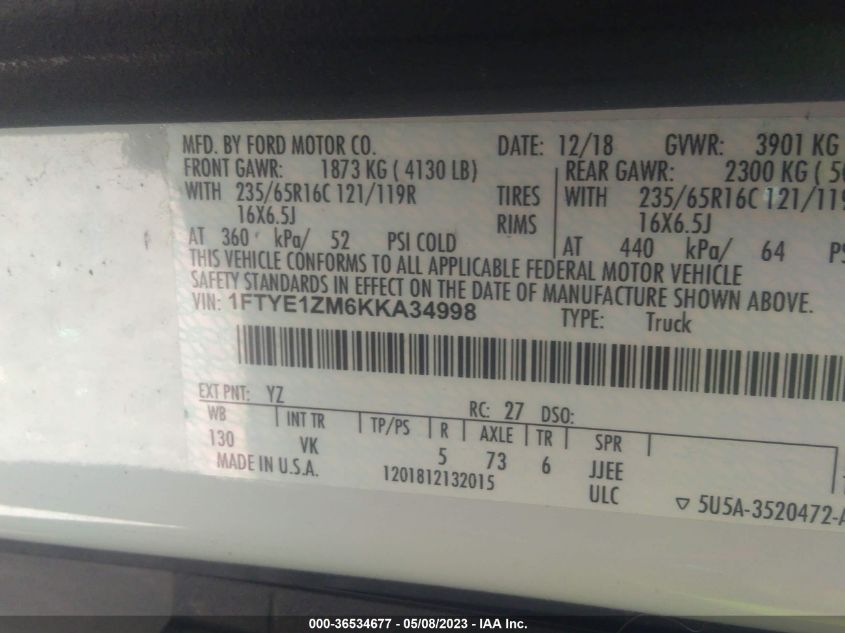 MFD. BY FORD MOTOR CO. DATE: 12/18 GVWR: 3901 KG
FRONT GAWR: 1873 KG ( 4130 LB) REAR GAWR: 2300 KG (
WITH 235/65R16C 121/119R TIRES WITH 235/65R16C 121/119
16X6.5J RIMS 16X6.5J
AT 360 kPa/ 52 PSI COLD AT 440 kPa/ 64
THIS VEHICLE CONFORMS TO ALL APPLICABLE FEDERAL MOTOR VEHICLE
SAFETY STANDARDS IN EFFECT ON THE DATE OF MANUFACTURE SHOWN ABOVE.
VIN: 1FTYE1ZM6KKA34998 TYPE: Truck
EXT PNT: YZ RC: 27 DSO:
WB INT TR TP/PS R AXLE TR SPR
130 VK 5 73 6 JJEE
MADE IN U.S.A. 1201812132015 ULC ▽ 5U5A-3520472-A
000-36534677 - 05/08/2023 - IAA Inc.